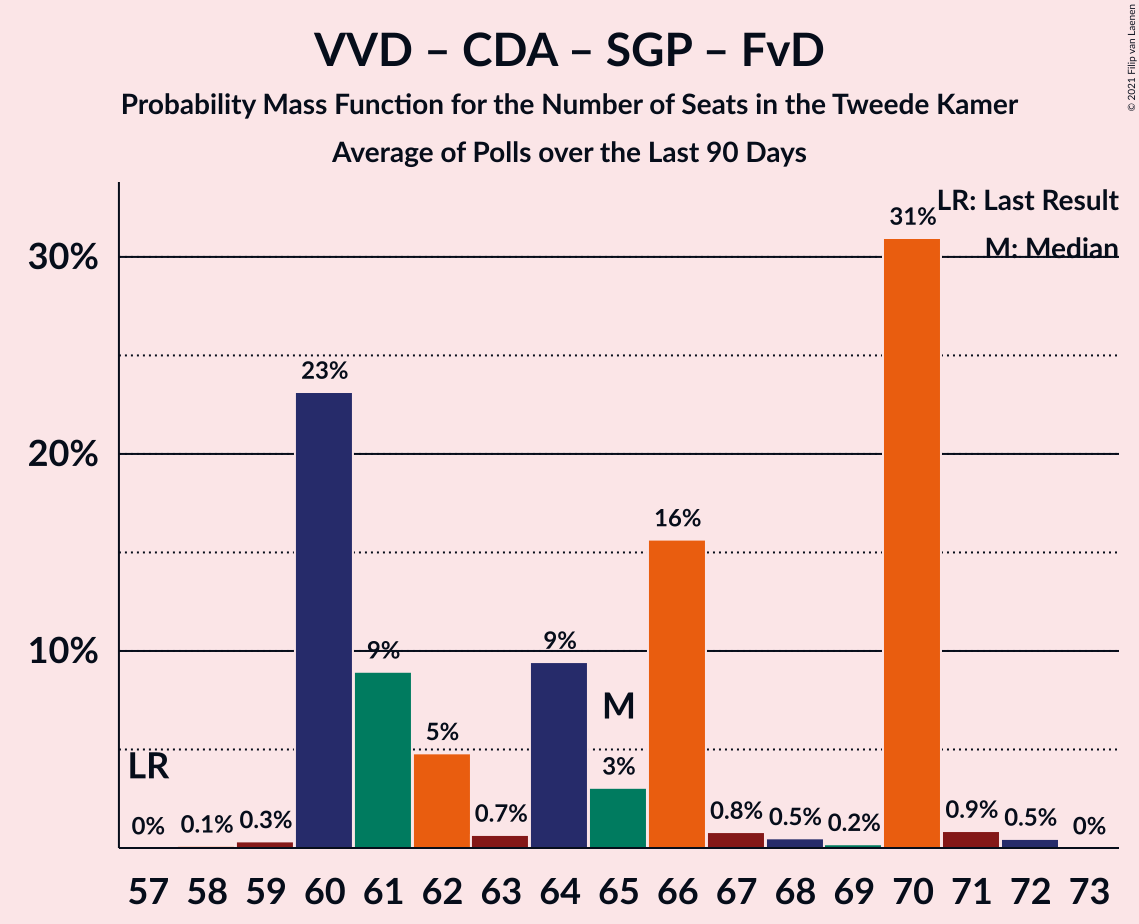 VVD – CDA – SGP – FvD
Probability Mass Function for the Number of Seats in the Tweede Kamer
Average of Polls over the Last 90 Days
© 2021 Filip van Laenen
LR: Last Result
M: Median
30%
20%
10%
LR
M
0%
0.1%
0.3%
23%
9%
5%
0.7%
9%
3%
16%
0.8%
0.5%
0.2%
31%
0.9%
0.5%
0%
57 58 59 60 61 62 63 64 65 66 67 68 69 70 71 72 73